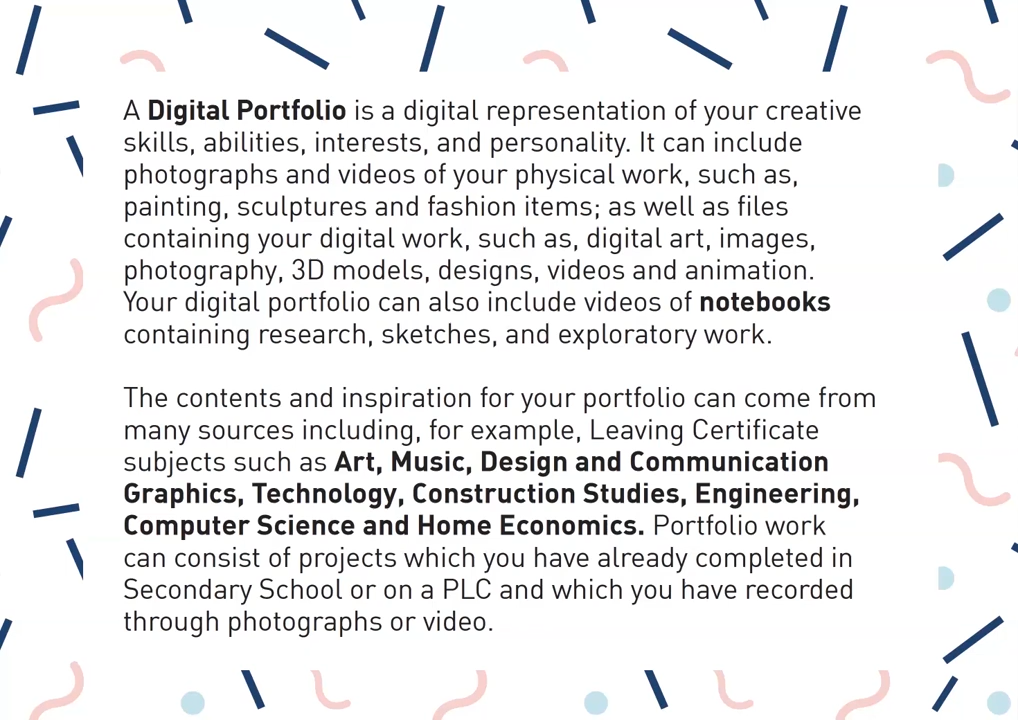 A Digital Portfolio is a digital representation of your creative
skills, abilities, interests, and personality. It can include
photographs and videos of your physical work, such as,
painting, sculptures and fashion items; as well as files
containing your digital work, such as, digital art, images,
photography, 3D models, designs, videos and animation.
Your digital portfolio can also include videos of notebooks
containing research, sketches, and exploratory work.
The contents and inspiration for your portfolio can come from
many sources including, for example, Leaving Certificate
subjects such as Art, Music, Design and Communication
Graphics, Technology, Construction Studies, Engineering,
Computer Science and Home Economics. Portfolio work
can consist of projects which you have already completed in
Secondary School or on a PLC and which you have recorded
through photographs or video.